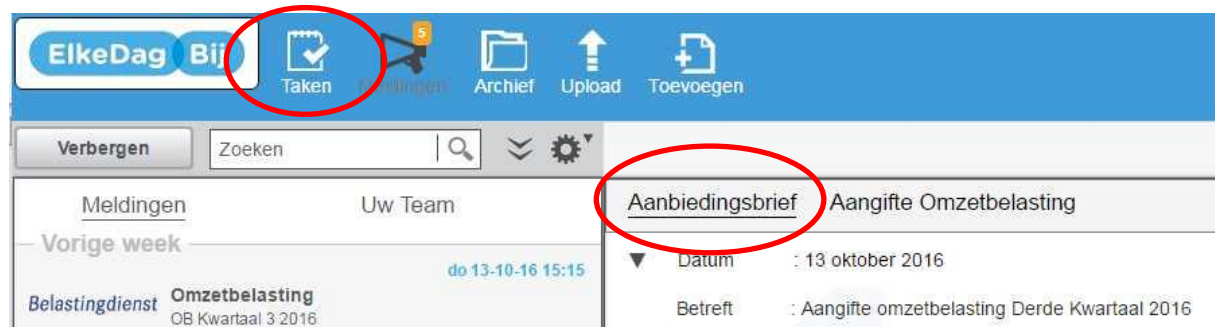 ElkeDag Bij
5
Taken Meldingen Archief Upload Toevoegen
Verbergen Zoeken
Meldingen Uw Team
Aanbiedingsbrief Aangifte Omzetbelasting
Vorige week
do 13-10-16 15:15
Datum : 13 oktober 2016
Belastingdienst Omzetbelasting
OB Kwartaal 3 2016
Betreft : Aangifte omzetbelasting Derde Kwartaal 2016